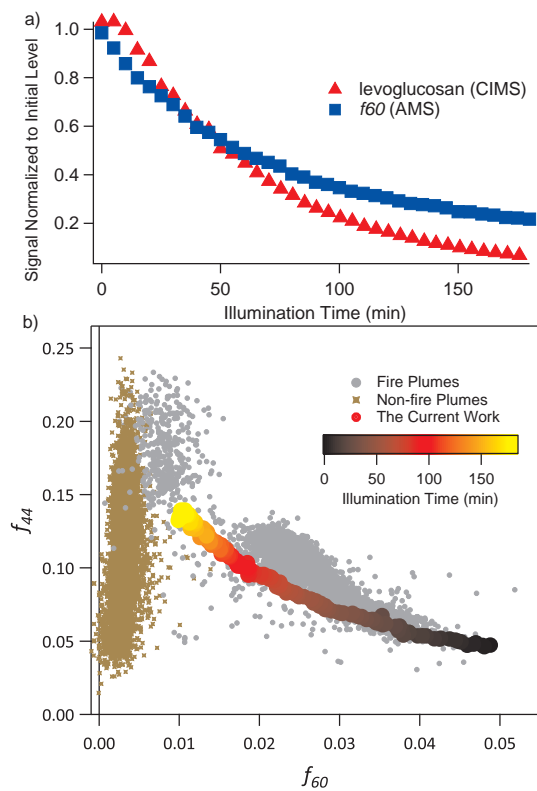 a)
1.0
0.8
0.6
0.4
0.2
Signal Normalized to Initial Level
levoglucosan (CIMS)
f60 (AMS)
0 50 100 150
Illumination Time (min)
b)
0.25
0.20
0.15
0.10
0.05
0.00
f44
Fire Plumes
Non-fire Plumes
The Current Work
0 50 100 150
Illumination Time (min)
0.00 0.01 0.02 0.03 0.04 0.05
f60